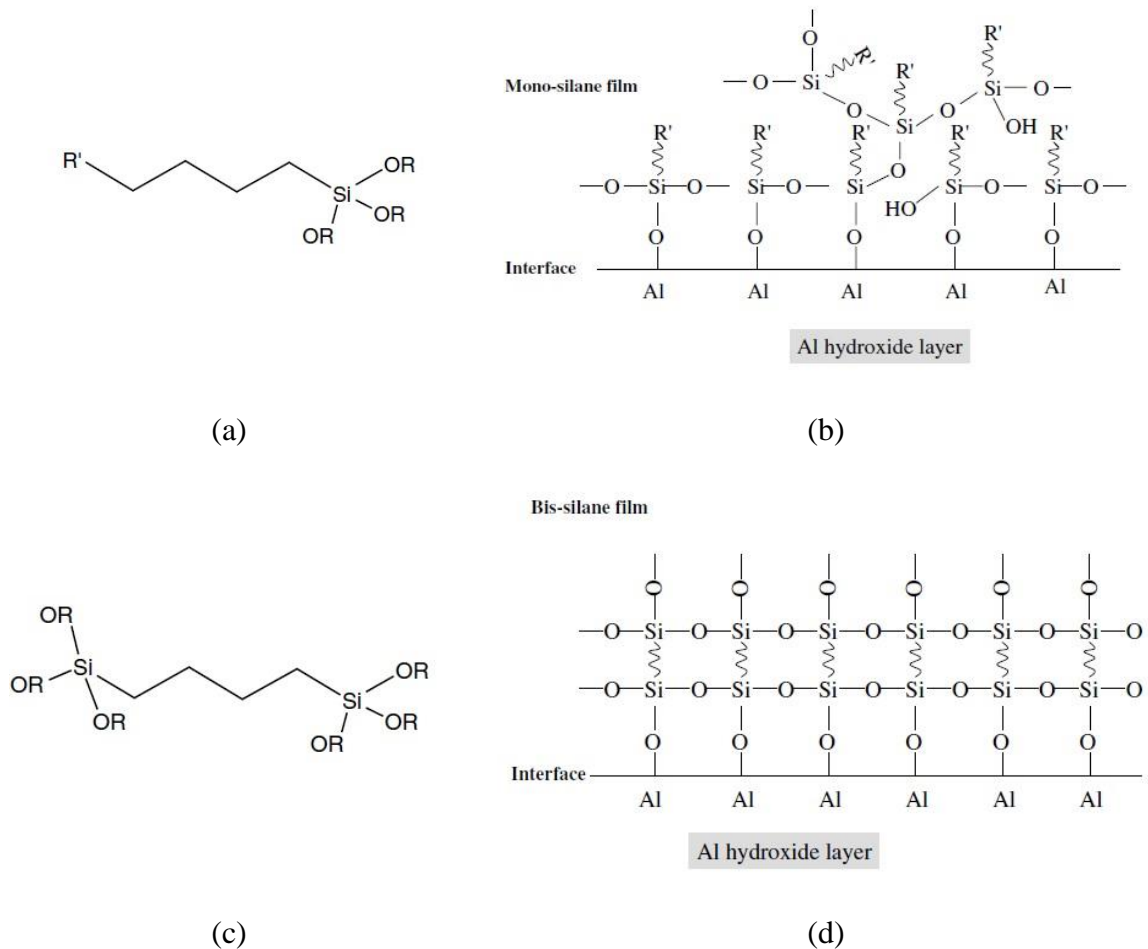 R'
OR
Si
OR
OR
(a)
Mono-silane film
O
O Si R' R' R'
Si O
O O
Si OH
R' R' R' R' R'
O
O Si O Si O Si Si O Si O
HO
O O O O O
Interface
Al Al Al Al Al
Al hydroxide layer
(b)
OR
Si
OR
OR
OR
Si
OR
OR
(c)
Bis-silane film
O O O O O O
O Si O Si O Si O Si O Si O Si O
O Si O Si O Si O Si O Si O Si O
O O O O O O
Interface
Al Al Al Al Al Al
Al hydroxide layer
(d)